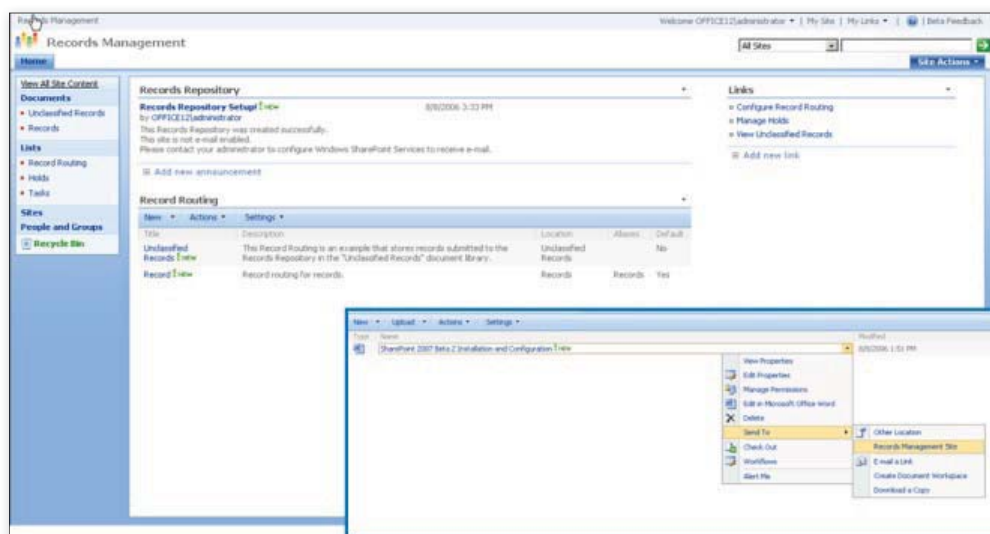 Records Management
Welcome OFFICE12\administrator | My Site | My Links | Beta Feedback
Records Management
All Sites
Home
Site Actions
View All Site Content
Documents
Unclassified Records
Records
Lists
Record Routing
Holds
Tasks
Sites
People and Groups
Recycle Bin
Records Repository
Records Repository Setup! NEW 8/8/2006 3:33 PM
by OFFICE12\administrator
This Records Repository was created successfully.
This site is not e-mail enabled.
Please contact your administrator to configure Windows SharePoint Services to receive e-mail.
Add new announcement
Record Routing
New Actions Settings
Title Description Location Aliases Default
Unclassified Records NEW This Record Routing is an example that stores records submitted to the Records Repository in the "Unclassified Records" document library. Unclassified Records No
Record NEW Record routing for records. Records Records Yes
Links
Configure Record Routing
Manage Holds
View Unclassified Records
Add new link
New Upload Actions Settings
Type Name Modified
SharePoint 2007 Beta 2 Installation and Configuration NEW 8/8/2006 1:51 PM
View Properties
Edit Properties
Manage Permissions
Edit in Microsoft Office Word
Delete
Send To
Check Out
Workflows
Alert Me
Other Location
Records Management Site
E-mail a Link
Create Document Workspace
Download a Copy